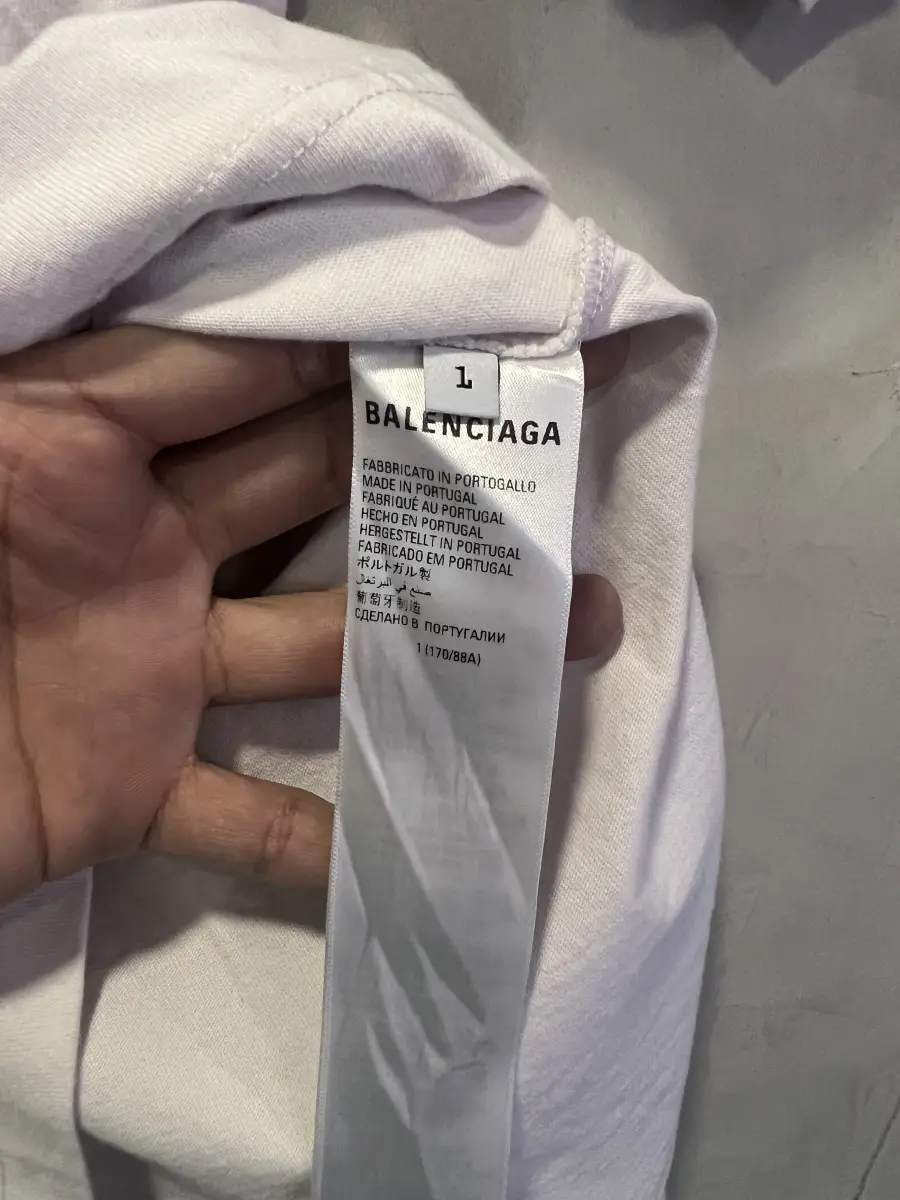 1
BALENCIAGA
FABBRICATO IN PORTOGALLO
MADE IN PORTUGAL
FABRIQUÉ AU PORTUGAL
HECHO EN PORTUGAL
HERGESTELLT IN PORTUGAL
FABRICADO EM PORTUGAL
ポルトガル製
صنع في البرتغال
葡萄牙制造
СДЕЛАНО В ПОРТУГАЛИИ
1 (170/88A)